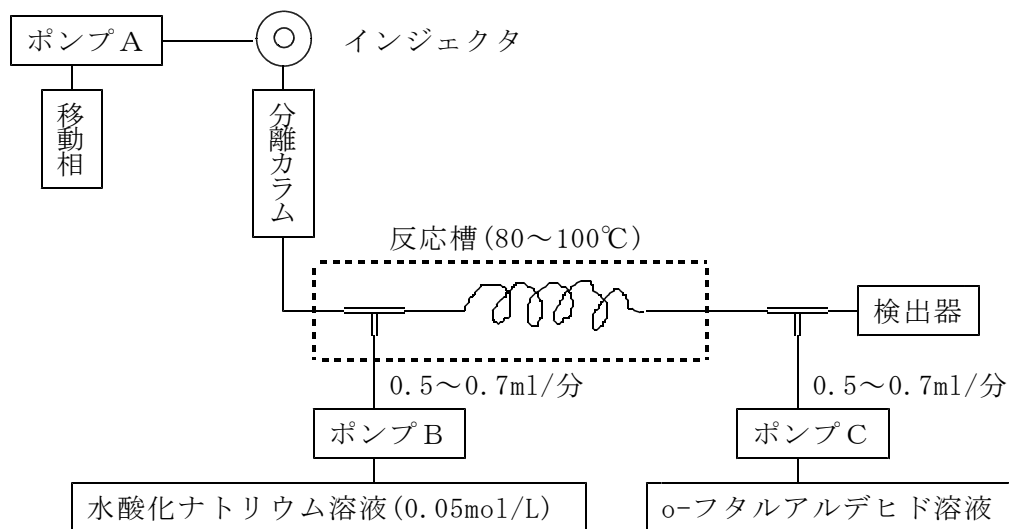 ポンプA
インジェクタ
移動相
分離カラム
反応槽(80～100℃)
検出器
0.5～0.7ml/分
0.5～0.7ml/分
ポンプB
ポンプC
水酸化ナトリウム溶液(0.05mol/L)
o-フタルアルデヒド溶液